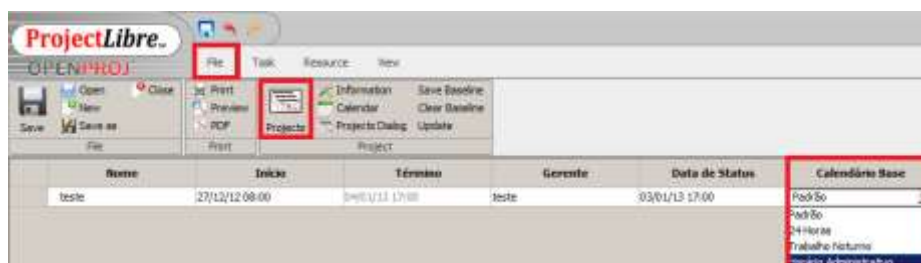 ProjectLibre™
OPENPROJ
File Task Resource View
Save
Open
New
Save as
Close
File
Print
Preview
PDF
Print
Projects
Information
Calendar
Projects Dialog
Save Baseline
Clear Baseline
Update
Project
Nome Início Término Gerente Data de Status Calendário Base
teste 27/12/12 08:00 04/01/13 17:00 teste 03/01/13 17:00 Padrão
Padrão
24 Horas
Trabalho Noturno
Horário Administrativo